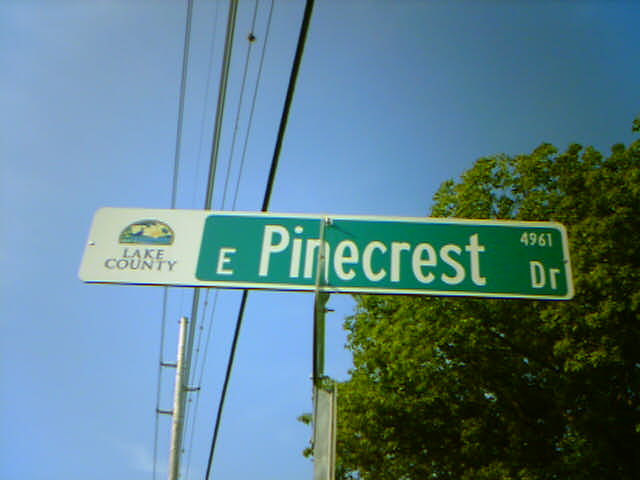 LAKE
COUNTY
E Pinecrest Dr
4961